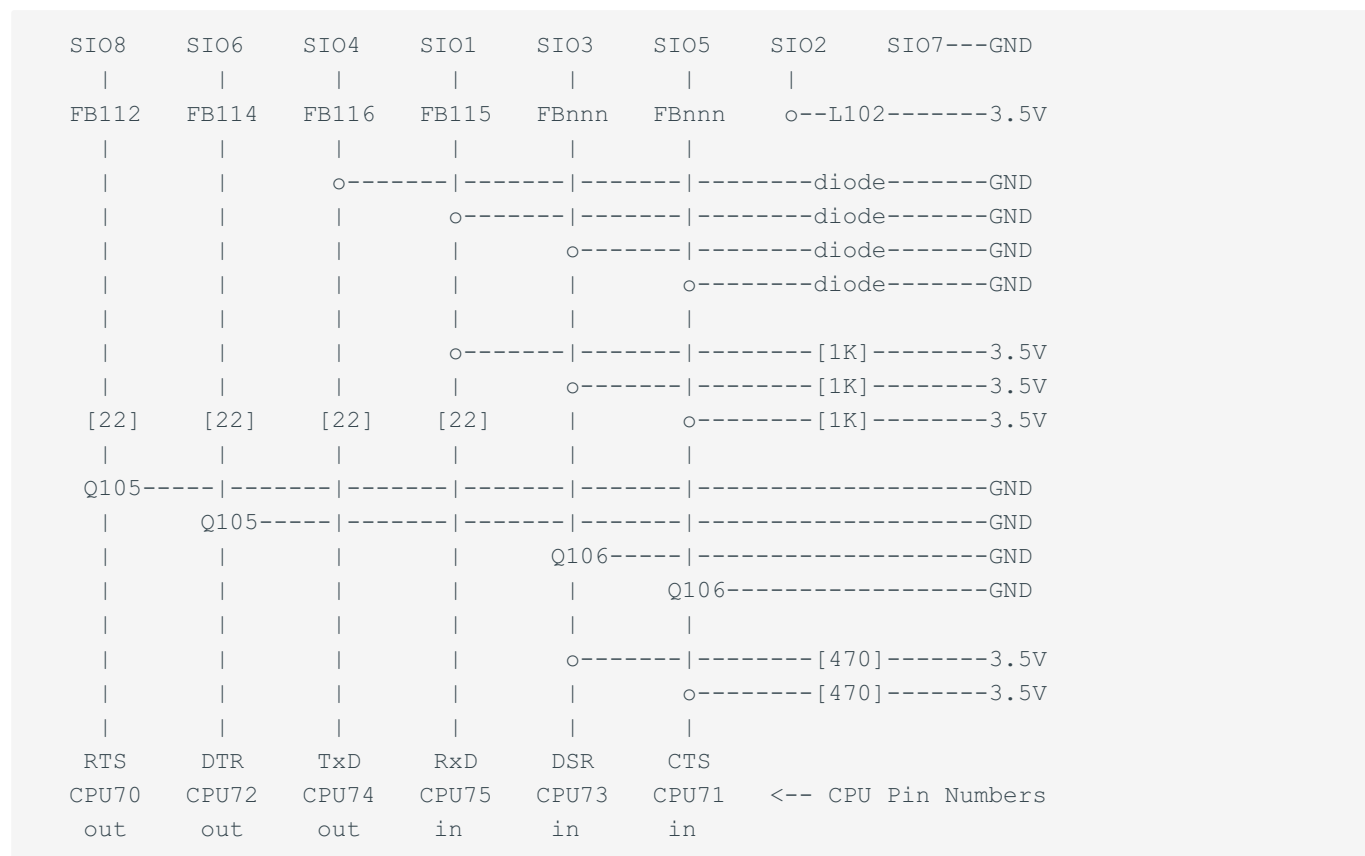 SIO8    SIO6    SIO4    SIO1    SIO3    SIO5    SIO2    SIO7---GND
  |       |       |       |       |       |      |
FB112   FB114   FB116   FB115   FBnnn   FBnnn    o--L102-------3.5V
  |       |       |       |       |       |
  |       |       o-------|-------|-------|--------diode-------GND
  |       |       |       o-------|-------|--------diode-------GND
  |       |       |       |       o-------|--------diode-------GND
  |       |       |       |       |       o--------diode-------GND
  |       |       |       |       |       |
  |       |       |       o-------|-------|--------[1K]--------3.5V
  |       |       |       |       o-------|--------[1K]--------3.5V
 [22]    [22]    [22]    [22]     |       o--------[1K]--------3.5V
  |       |       |       |       |       |
 Q105-----|-------|-------|-------|-------|-------------------GND
  |      Q105-----|-------|-------|-------|-------------------GND
  |       |       |       |      Q106-----|-------------------GND
  |       |       |       |       |      Q106------------------GND
  |       |       |       |       |       |
  |       |       |       |       o-------|--------[470]-------3.5V
  |       |       |       |       |       o--------[470]-------3.5V
  |       |       |       |       |       |
 RTS     DTR     TxD     RxD     DSR     CTS
CPU70   CPU72   CPU74   CPU75   CPU73   CPU71   <-- CPU Pin Numbers
 out     out     out     in      in      in